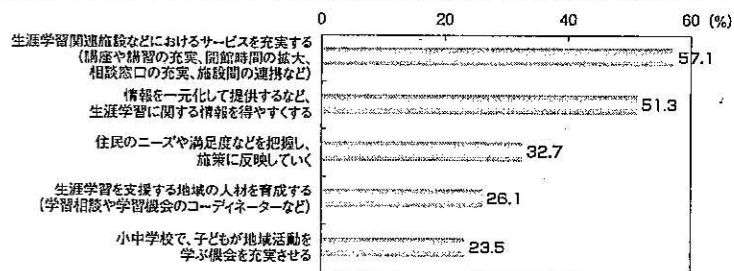 0 20 40 60 (%)
生涯学習関連施設などにおけるサービスを充実する
(講座や講習の充実、開館時間の拡大、
相談窓口の充実、施設間の連携など)
57.1
情報を一元化して提供するなど、
生涯学習に関する情報を得やすくする
51.3
住民のニーズや満足度などを把握し、
施策に反映していく
32.7
生涯学習を支援する地域の人材を育成する
(学習相談や学習機会のコーディネーターなど)
26.1
小中学校で、子どもが地域活動を
学ぶ機会を充実させる
23.5